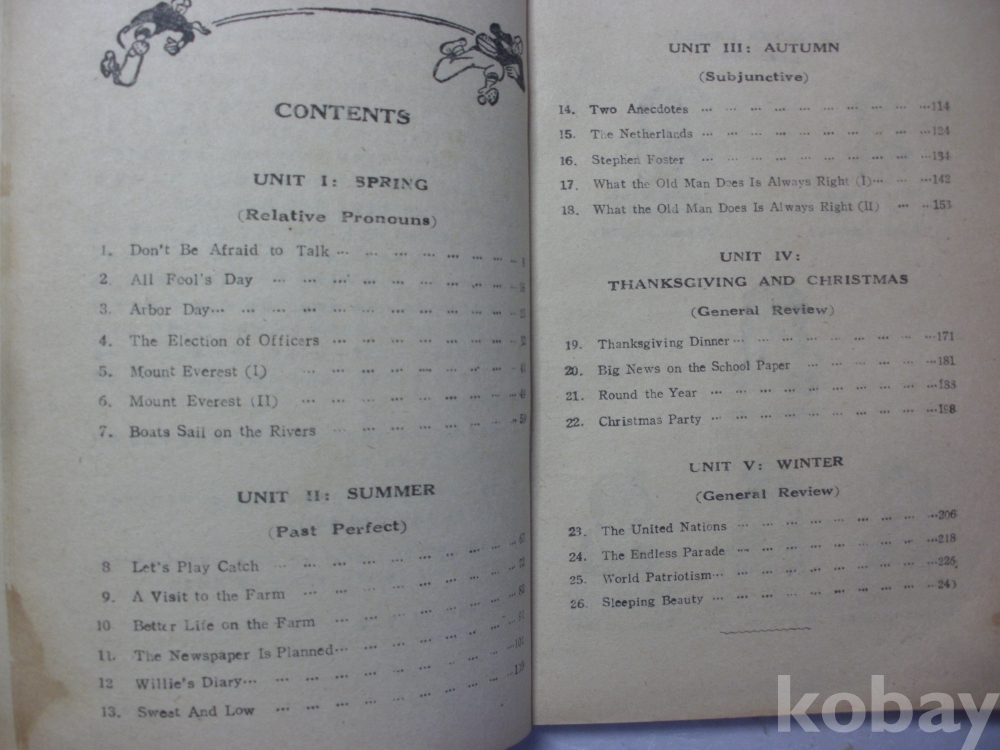 CONTENTS
UNIT I: SPRING
(Relative Pronouns)
1. Don't Be Afraid to Talk
2. All Fool's Day
3. Arbor Day
4. The Election of Officers
5. Mount Everest (I)
6. Mount Everest (II)
7. Boats Sail on the Rivers
UNIT II: SUMMER
(Past Perfect)
8 Let's Play Catch
9. A Visit to the Farm
10 Better Life on the Farm
11. The Newspaper Is Planned
12 Willie's Diary
13. Sweet And Low
UNIT III: AUTUMN
(Subjunctive)
14. Two Anecdotes 114
15. The Netherlands 124
16. Stephen Foster 134
17. What the Old Man Does Is Always Right (I) 142
18. What the Old Man Does Is Always Right (II) 153
UNIT IV:
THANKSGIVING AND CHRISTMAS
(General Review)
19. Thanksgiving Dinner 171
20. Big News on the School Paper 181
21. Round the Year
22. Christmas Party 198
UNIT V: WINTER
(General Review)
23. The United Nations 206
24. The Endless Parade 218
25. World Patriotism 225
26. Sleeping Beauty
kobay